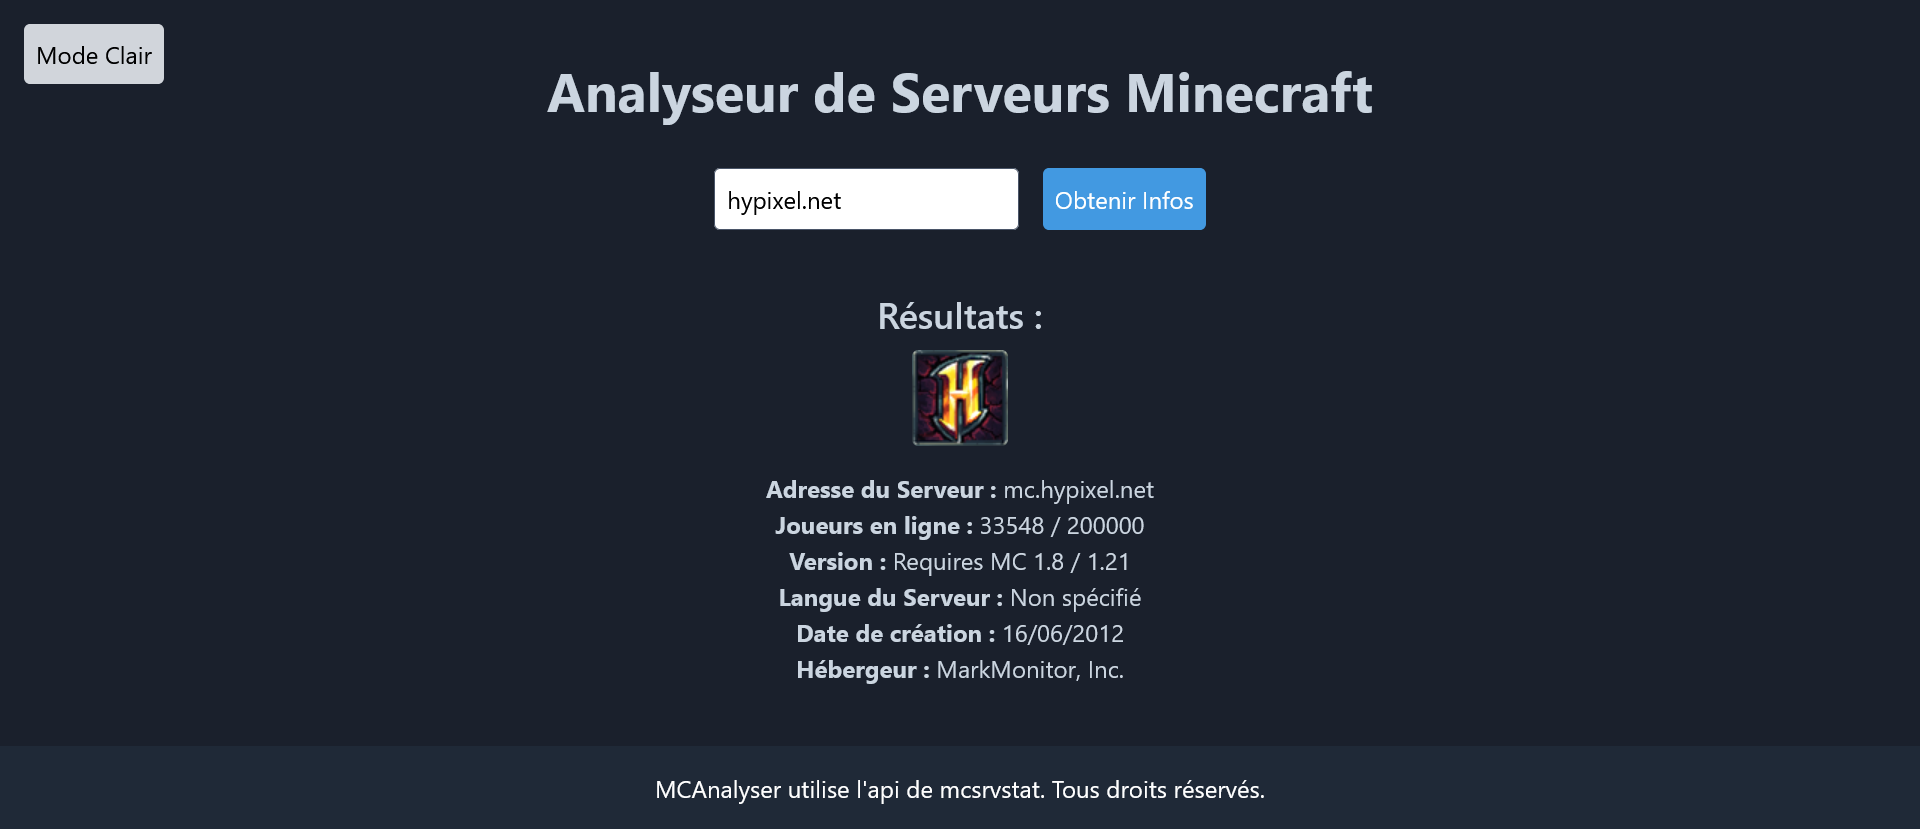 Mode Clair
Analyseur de Serveurs Minecraft
hypixel.net
Obtenir Infos
Résultats :
H
Adresse du Serveur : mc.hypixel.net
Joueurs en ligne : 33548 / 200000
Version : Requires MC 1.8 / 1.21
Langue du Serveur : Non spécifié
Date de création : 16/06/2012
Hébergeur : MarkMonitor, Inc.
MCAnalyser utilise l'api de mcsrvstat. Tous droits réservés.